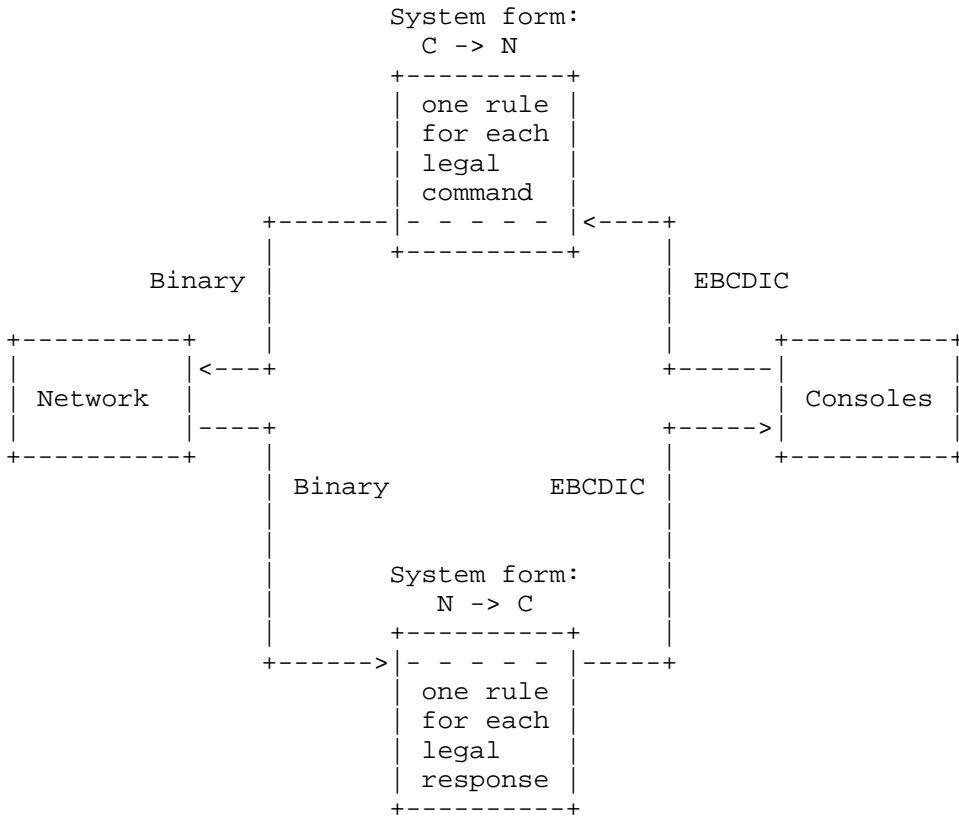 System form:
C -> N
one rule
for each
legal
command
Binary
EBCDIC
Network
Consoles
Binary
EBCDIC
System form:
N -> C
one rule
for each
legal
response